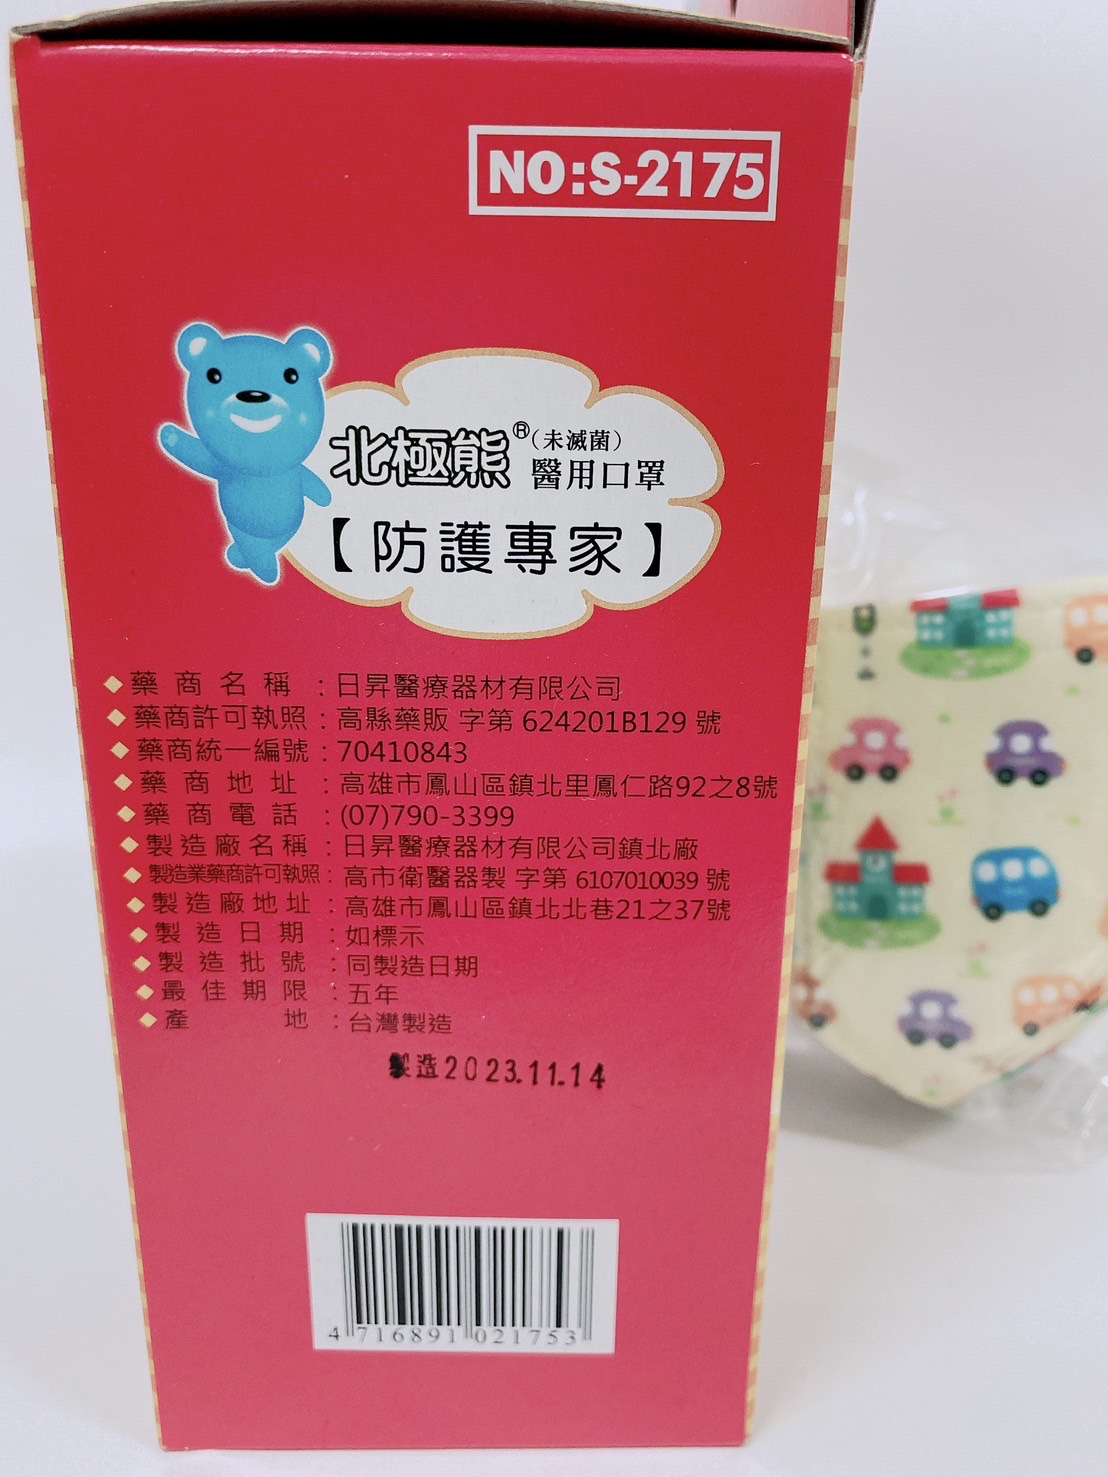 NO:S-2175
北極熊®(未滅菌)
醫用口罩
【防護專家】
◆藥商名稱:日昇醫療器材有限公司
◆藥商許可執照:高縣藥販 字第 624201B129 號
◆藥商統一編號:70410843
◆藥商地址:高雄市鳳山區鎮北里鳳仁路92之8號
◆藥商電話:(07)790-3399
◆製造廠名稱:日昇醫療器材有限公司鎮北廠
◆製造業藥商許可執照:高市衛醫器製 字第 6107010039 號
◆製造廠地址:高雄市鳳山區鎮北北巷21之37號
◆製造日期:如標示
◆製造批號:同製造日期
◆最佳期限:五年
◆產地:台灣製造
製造2023.11.14
4 716891 021753